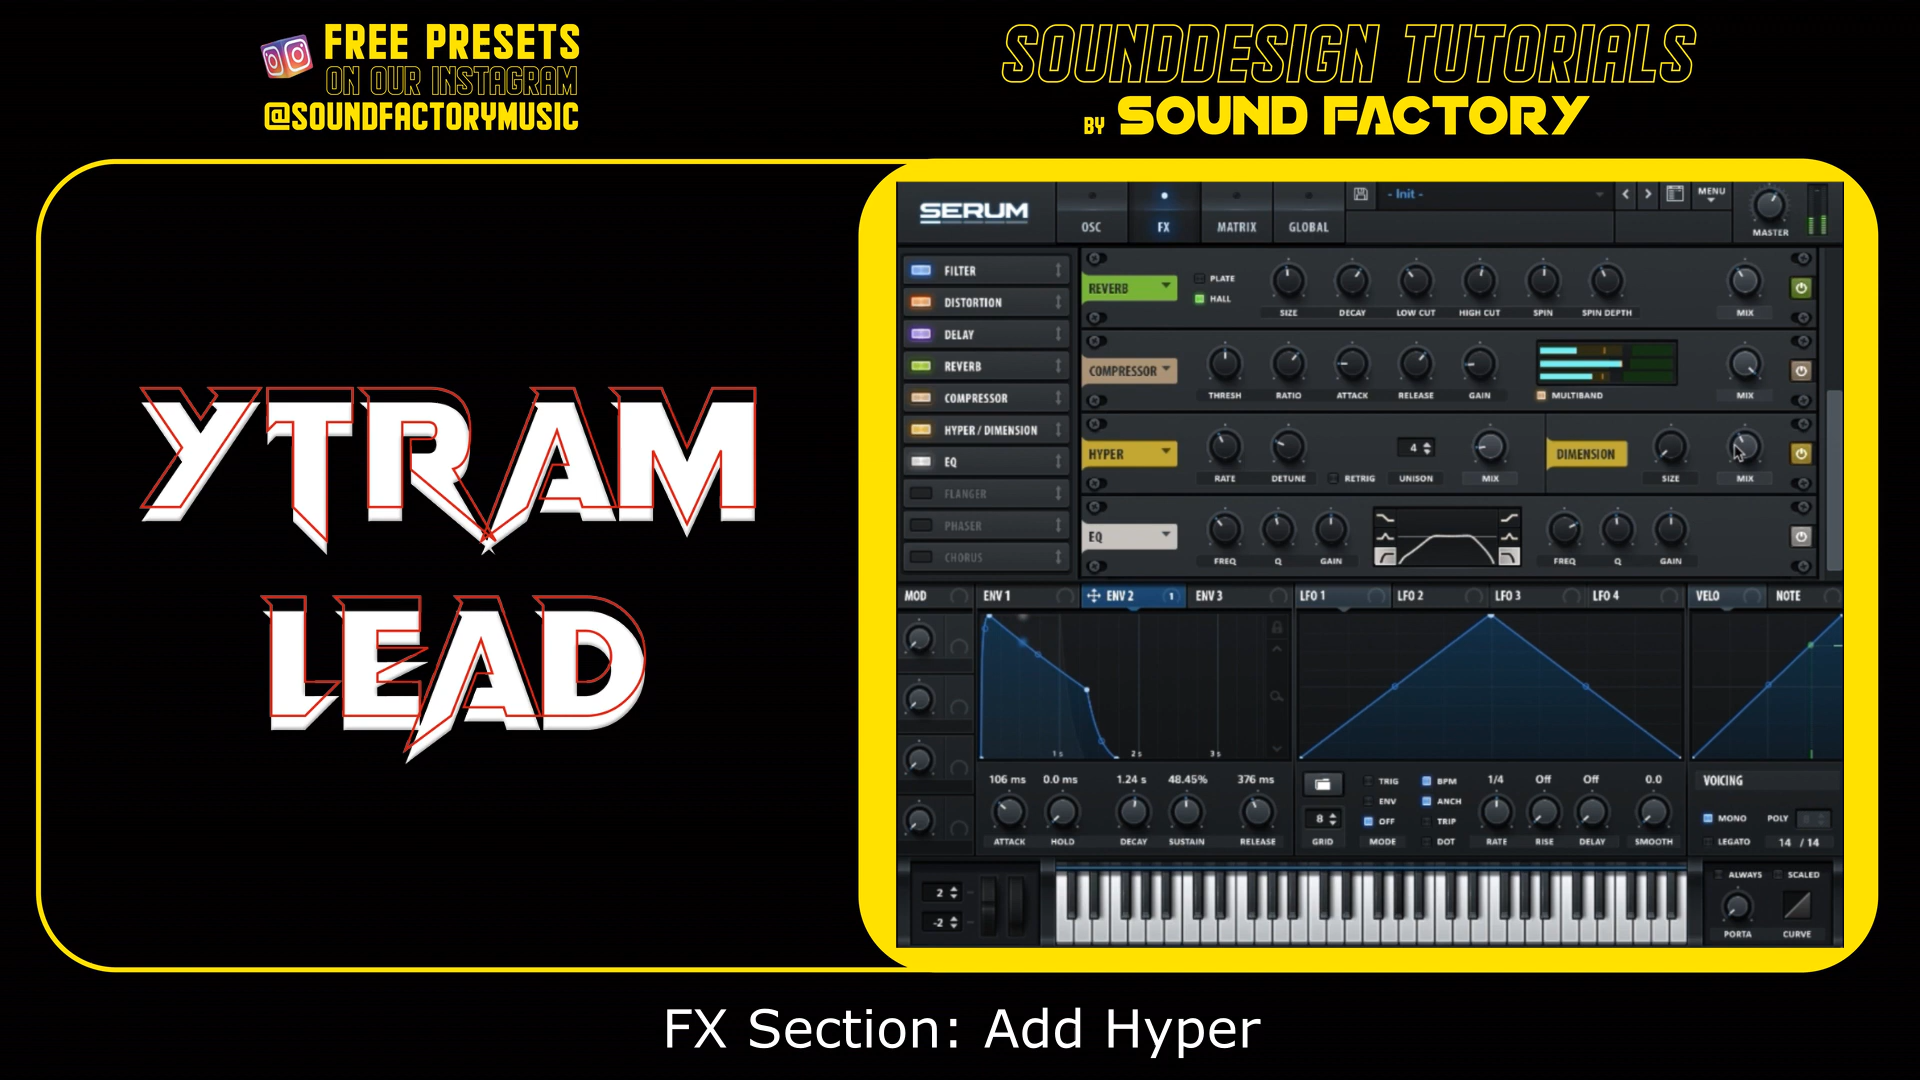 FREE PRESETS
ON OUR INSTAGRAM
@SOUNDFACTORYMUSIC
SOUNDDESIGN TUTORIALS
BY SOUND FACTORY
YTRAM
LEAD
SERUM
OSC
FX
MATRIX
GLOBAL
- Init -
MENU
MASTER
FILTER
DISTORTION
DELAY
REVERB
COMPRESSOR
HYPER / DIMENSION
EQ
FLANGER
PHASER
CHORUS
REVERB
PLATE
HALL
SIZE DECAY LOW CUT HIGH CUT SPIN SPIN DEPTH MIX
COMPRESSOR
THRESH RATIO ATTACK RELEASE GAIN MULTIBAND MIX
HYPER
4
DIMENSION
RATE DETUNE RETRIG UNISON MIX SIZE MIX
EQ
FREQ Q GAIN FREQ Q GAIN
MOD ENV 1 ENV 2 1 ENV 3 LFO 1 LFO 2 LFO 3 LFO 4 VELO NOTE
1 s 2 s 3 s
106 ms 0.0 ms 1.24 s 48.45% 376 ms
ATTACK HOLD DECAY SUSTAIN RELEASE
8
GRID
TRIG BPM
ENV ANCH
OFF TRIP
MODE DOT
1/4 Off Off 0.0
RATE RISE DELAY SMOOTH
VOICING
MONO POLY
LEGATO 14 / 14
2
-2
ALWAYS SCALED
PORTA CURVE
FX Section: Add Hyper